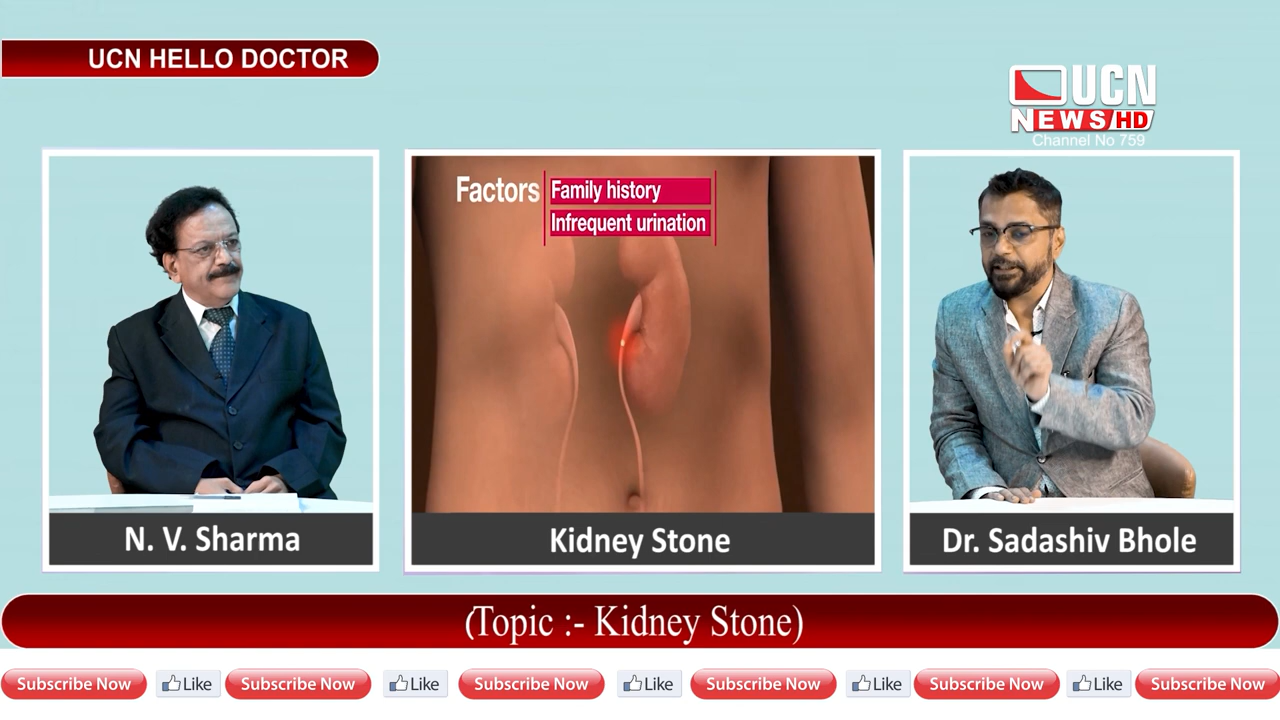 UCN HELLO DOCTOR
UCN
NEWS HD
Channel No 759
Factors
Family history
Infrequent urination
N. V. Sharma
Kidney Stone
Dr. Sadashiv Bhole
(Topic :- Kidney Stone)
Subscribe Now Like Subscribe Now Like Subscribe Now Like Subscribe Now Like Subscribe Now Like Subscribe Now